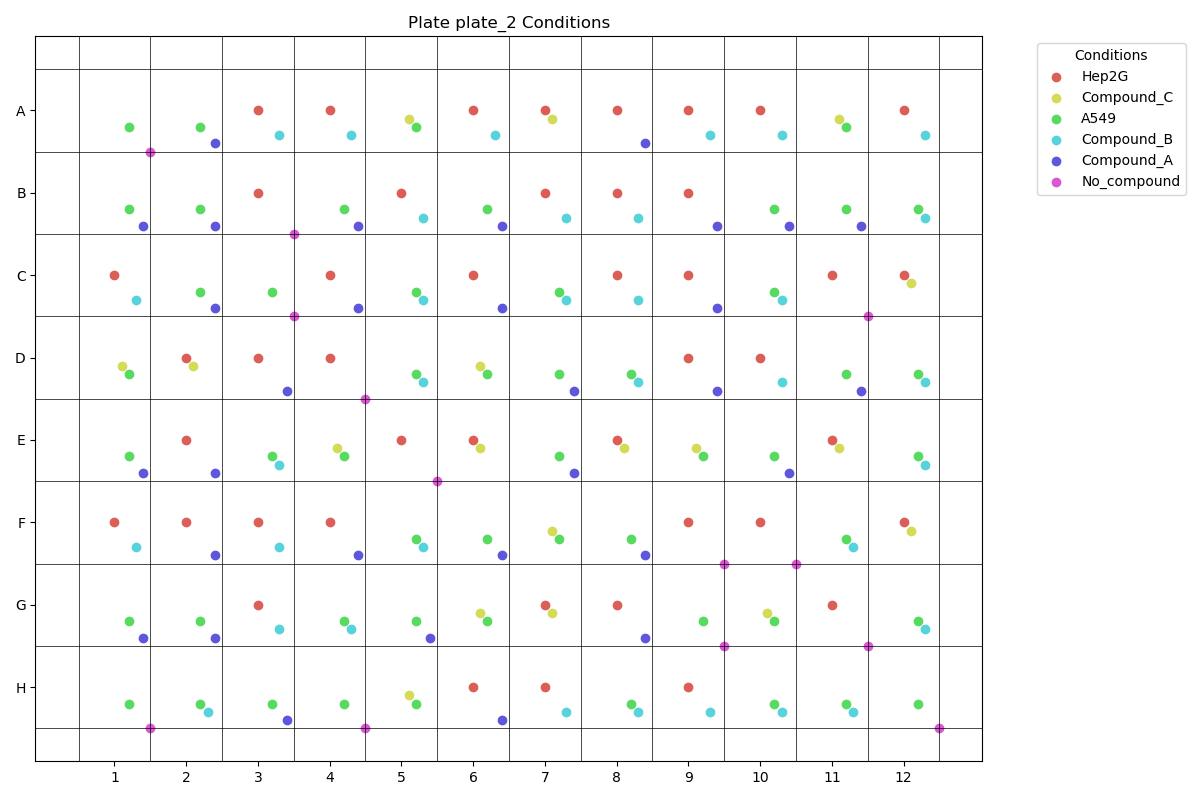 Plate plate_2 Conditions
Conditions
Hep2G
Compound_C
A549
Compound_B
Compound_A
No_compound
A
B
C
D
E
F
G
H
1 2 3 4 5 6 7 8 9 10 11 12